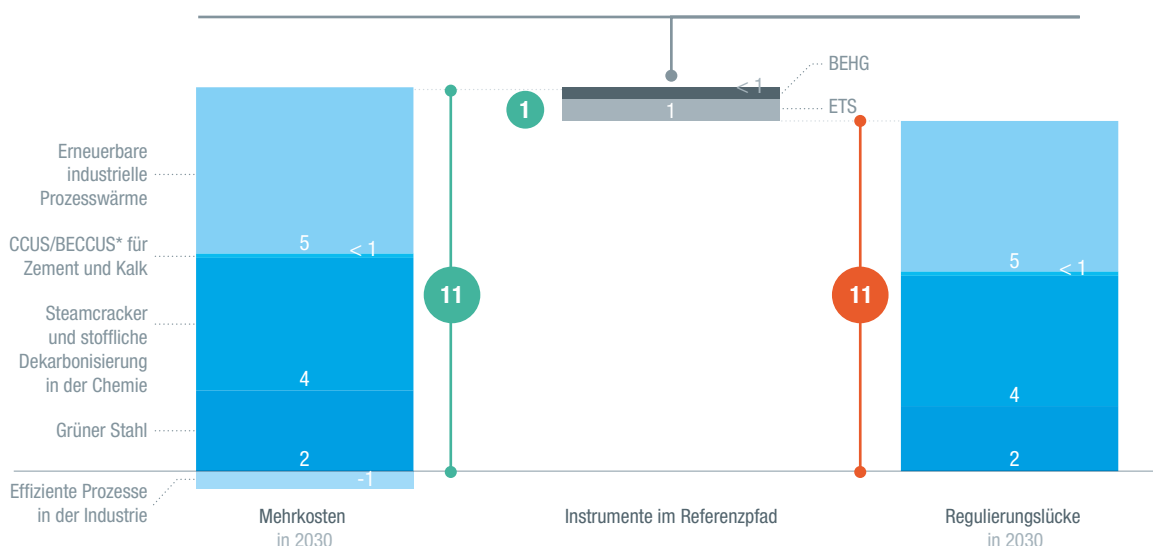 BEHG
< 1
1
1
ETS
Erneuerbare
industrielle
Prozesswärme
5
< 1
CCUS/BECCUS* für
Zement und Kalk
11
11
5
< 1
Steamcracker
und stoffliche
Dekarbonisierung
in der Chemie
4
4
Grüner Stahl
2
2
Effiziente Prozesse
in der Industrie
-1
Mehrkosten
in 2030
Instrumente im Referenzpfad
Regulierungslücke
in 2030